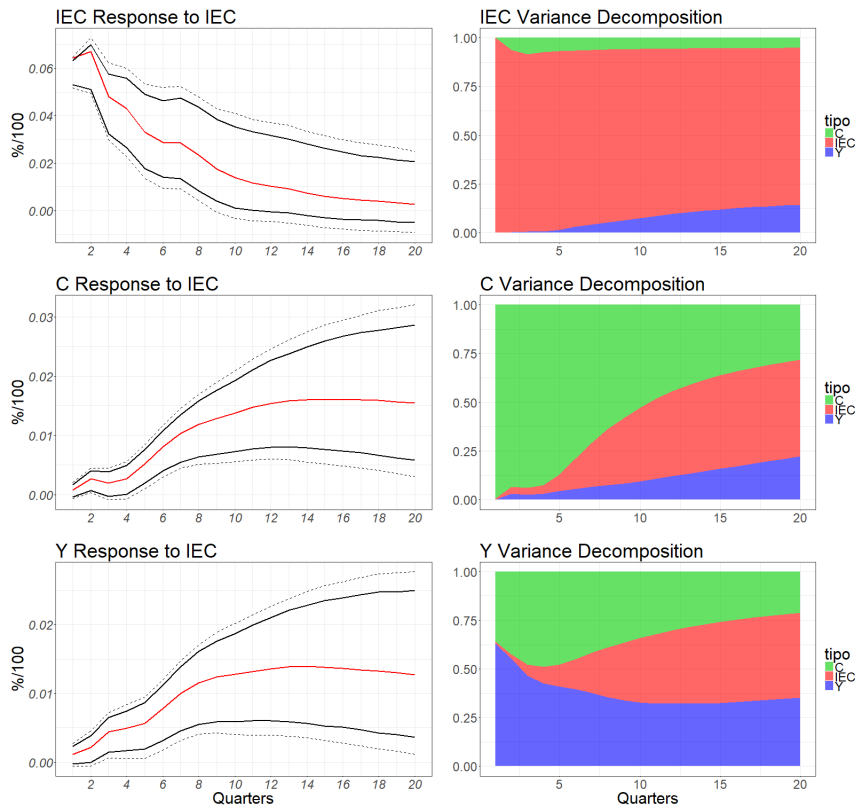 IEC Response to IEC
%/100
0.06
0.04
0.02
0.00
2 4 6 8 10 12 14 16 18 20
IEC Variance Decomposition
1.00
0.75
0.50
0.25
0.00
5 10 15 20
tipo
C
IEC
Y
C Response to IEC
%/100
0.03
0.02
0.01
0.00
2 4 6 8 10 12 14 16 18 20
C Variance Decomposition
1.00
0.75
0.50
0.25
0.00
5 10 15 20
tipo
C
IEC
Y
Y Response to IEC
%/100
0.02
0.01
0.00
2 4 6 8 10 12 14 16 18 20
Quarters
Y Variance Decomposition
1.00
0.75
0.50
0.25
0.00
5 10 15 20
Quarters
tipo
C
IEC
Y